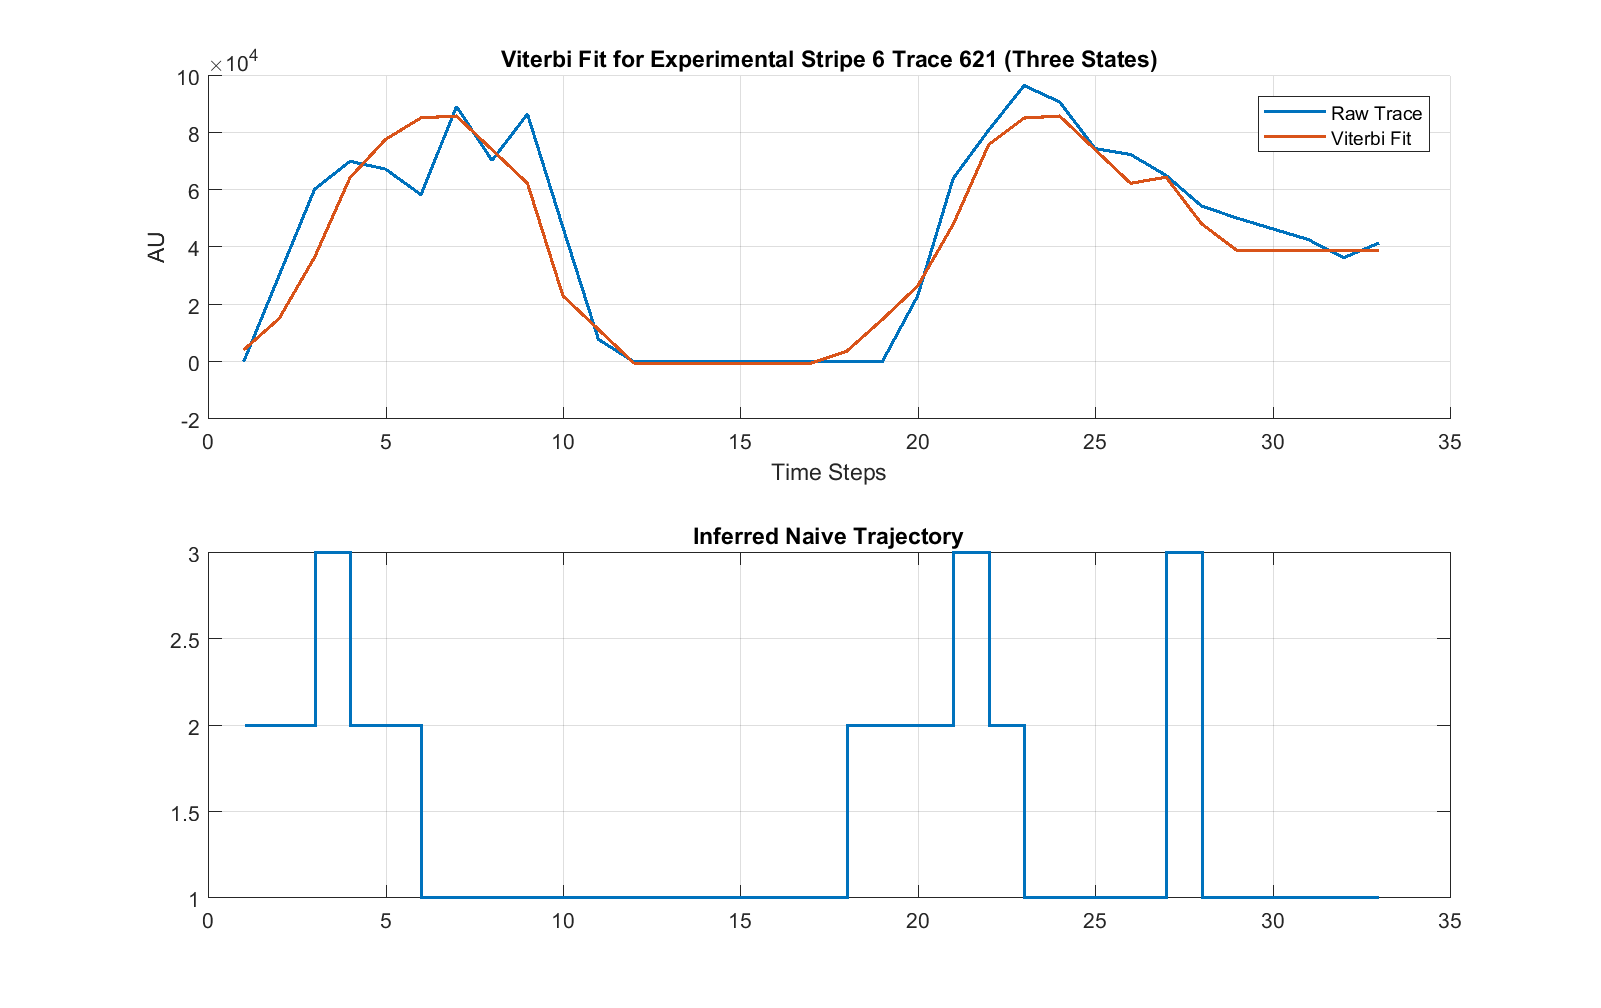 Viterbi Fit for Experimental Stripe 6 Trace 621 (Three States)
×10^4
10
8
6
4
2
0
-2
AU
Raw Trace
Viterbi Fit
0 5 10 15 20 25 30 35
Time Steps
Inferred Naive Trajectory
3
2.5
2
1.5
1
0 5 10 15 20 25 30 35